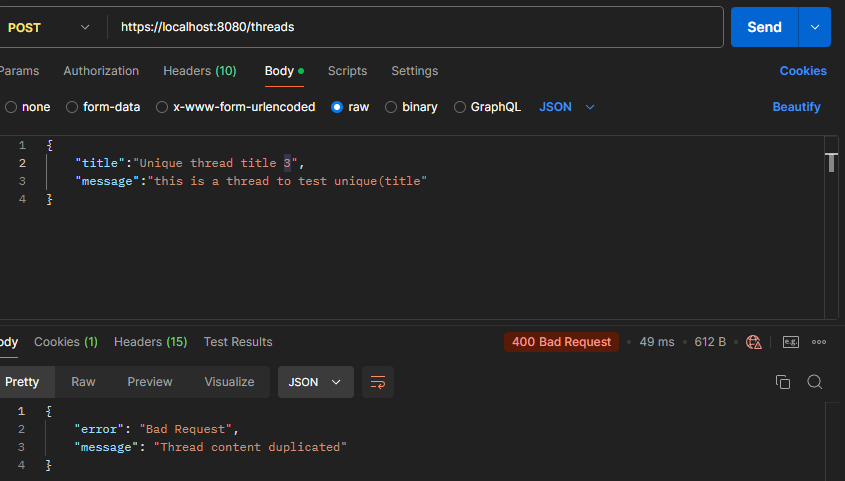 POST https://localhost:8080/threads Send
Params Authorization Headers (10) Body Scripts Settings Cookies
none form-data x-www-form-urlencoded raw binary GraphQL JSON Beautify
1 {
2 "title":"Unique thread title 3",
3 "message":"this is a thread to test unique(title"
4 }
ody Cookies (1) Headers (15) Test Results 400 Bad Request • 49 ms • 612 B • e.g.
Pretty Raw Preview Visualize JSON
1 {
2 "error": "Bad Request",
3 "message": "Thread content duplicated"
4 }